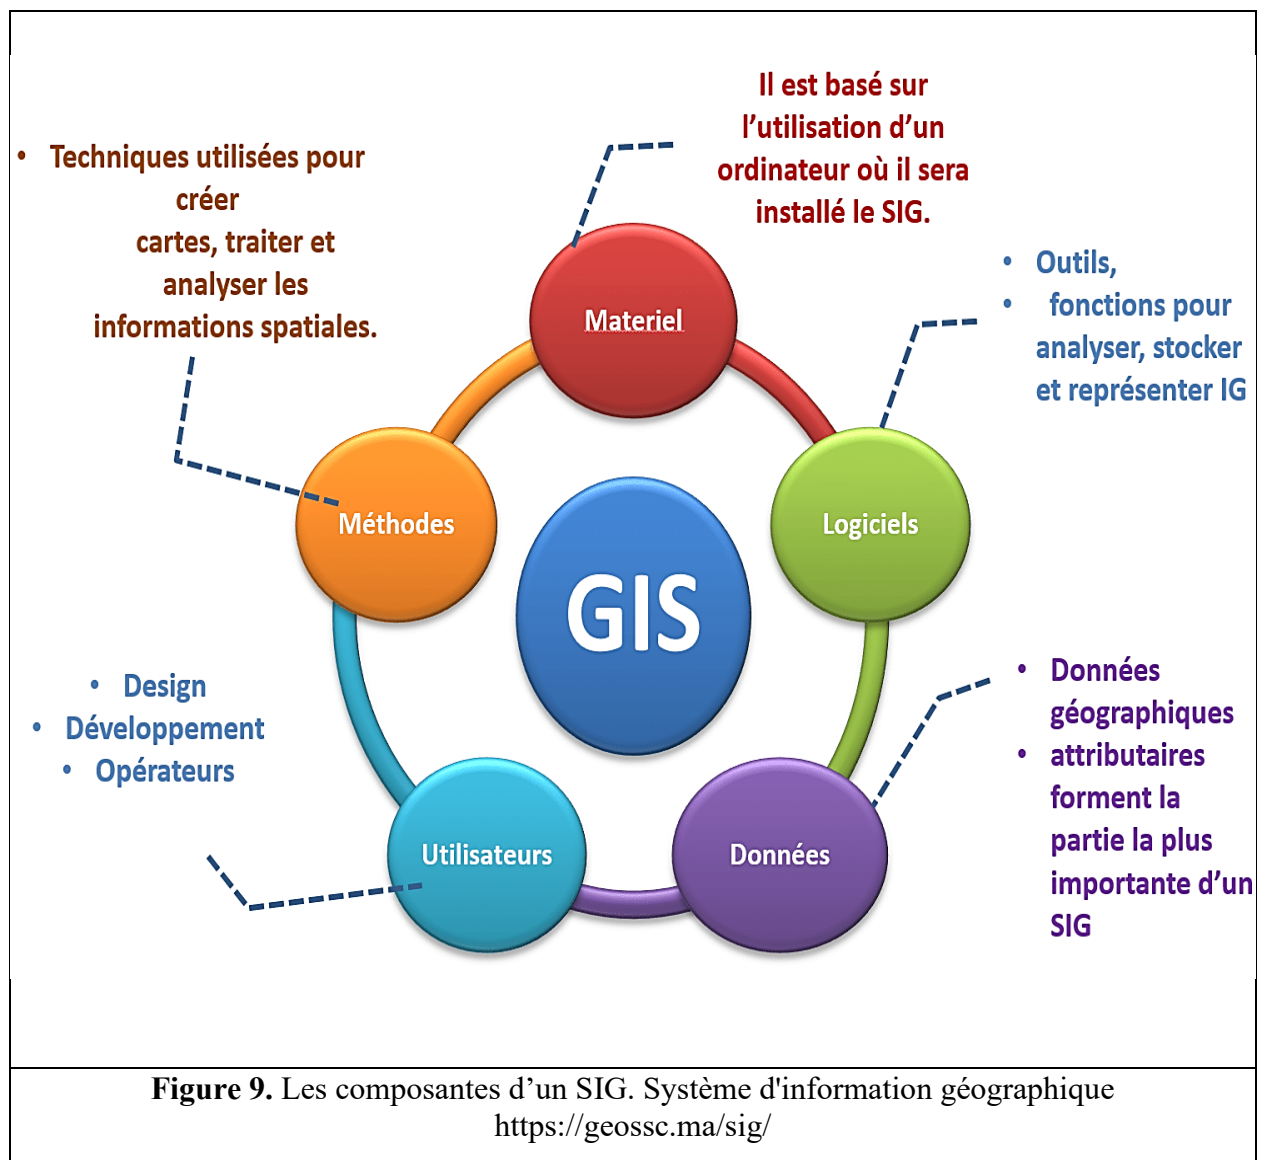 Il est basé sur
l’utilisation d’un
ordinateur où il sera
installé le SIG.
• Techniques utilisées pour
créer
cartes, traiter et
analyser les
informations spatiales.
• Outils,
• fonctions pour
analyser, stocker
et représenter IG
Materiel
Méthodes
Logiciels
GIS
• Design
• Développement
• Opérateurs
• Données
géographiques
• attributaires
forment la
partie la plus
importante d’un
SIG
Utilisateurs
Données
Figure 9. Les composantes d’un SIG. Système d'information géographique
https://geossc.ma/sig/